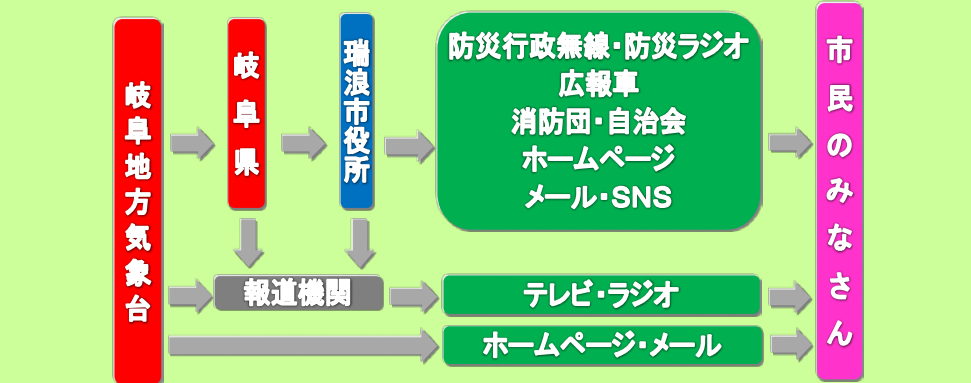 岐阜地方気象台
岐阜県
瑞浪市役所
防災行政無線・防災ラジオ
広報車
消防団・自治会
ホームページ
メール・SNS
市民のみなさん
報道機関
テレビ・ラジオ
ホームページ・メール